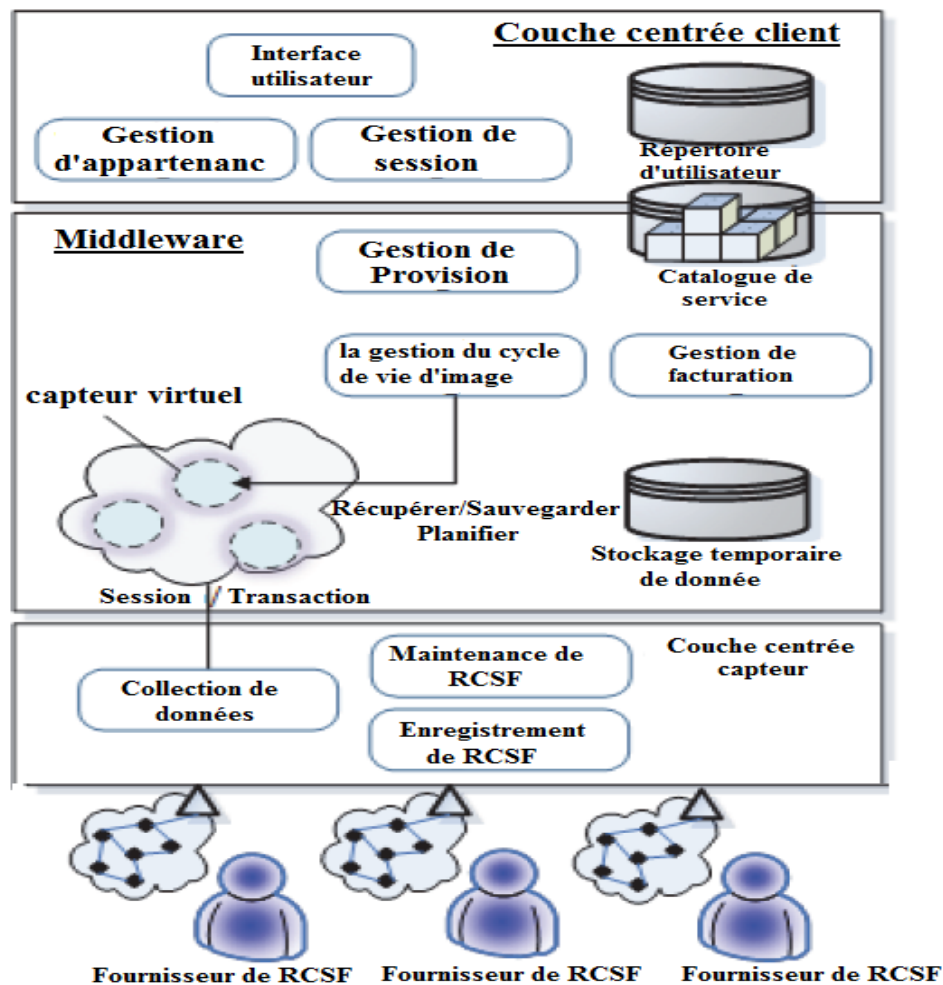 Couche centrée client
Interface
utilisateur
Gestion
d'appartenanc
Gestion de
session
Répertoire
d'utilisateur
Middleware
Gestion de
Provision
Catalogue de
service
la gestion du cycle
de vie d'image
Gestion de
facturation
capteur virtuel
Récupérer/Sauvegarder
Planifier
Stockage temporaire
de donnée
Session / Transaction
Couche centrée
capteur
Maintenance de
RCSF
Collection de
données
Enregistrement
de RCSF
Fournisseur de RCSF
Fournisseur de RCSF
Fournisseur de RCSF